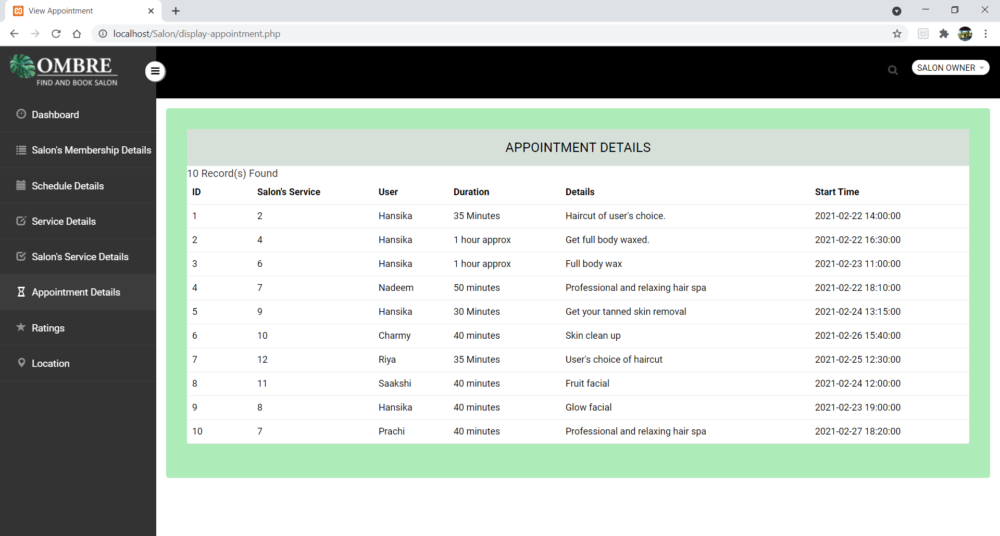 View Appointment
localhost/Salon/display-appointment.php
OMBRE
FIND AND BOOK SALON
SALON OWNER
Dashboard
Salon's Membership Details
Schedule Details
Service Details
Salon's Service Details
Appointment Details
Ratings
Location
APPOINTMENT DETAILS
10 Record(s) Found
ID Salon's Service User Duration Details Start Time
1 2 Hansika 35 Minutes Haircut of user's choice. 2021-02-22 14:00:00
2 4 Hansika 1 hour approx Get full body waxed. 2021-02-22 16:30:00
3 6 Hansika 1 hour approx Full body wax 2021-02-23 11:00:00
4 7 Nadeem 50 minutes Professional and relaxing hair spa 2021-02-22 18:10:00
5 9 Hansika 30 Minutes Get your tanned skin removal 2021-02-24 13:15:00
6 10 Charmy 40 minutes Skin clean up 2021-02-26 15:40:00
7 12 Riya 35 Minutes User's choice of haircut 2021-02-25 12:30:00
8 11 Saakshi 40 minutes Fruit facial 2021-02-24 12:00:00
9 8 Hansika 40 minutes Glow facial 2021-02-23 19:00:00
10 7 Prachi 40 minutes Professional and relaxing hair spa 2021-02-27 18:20:00